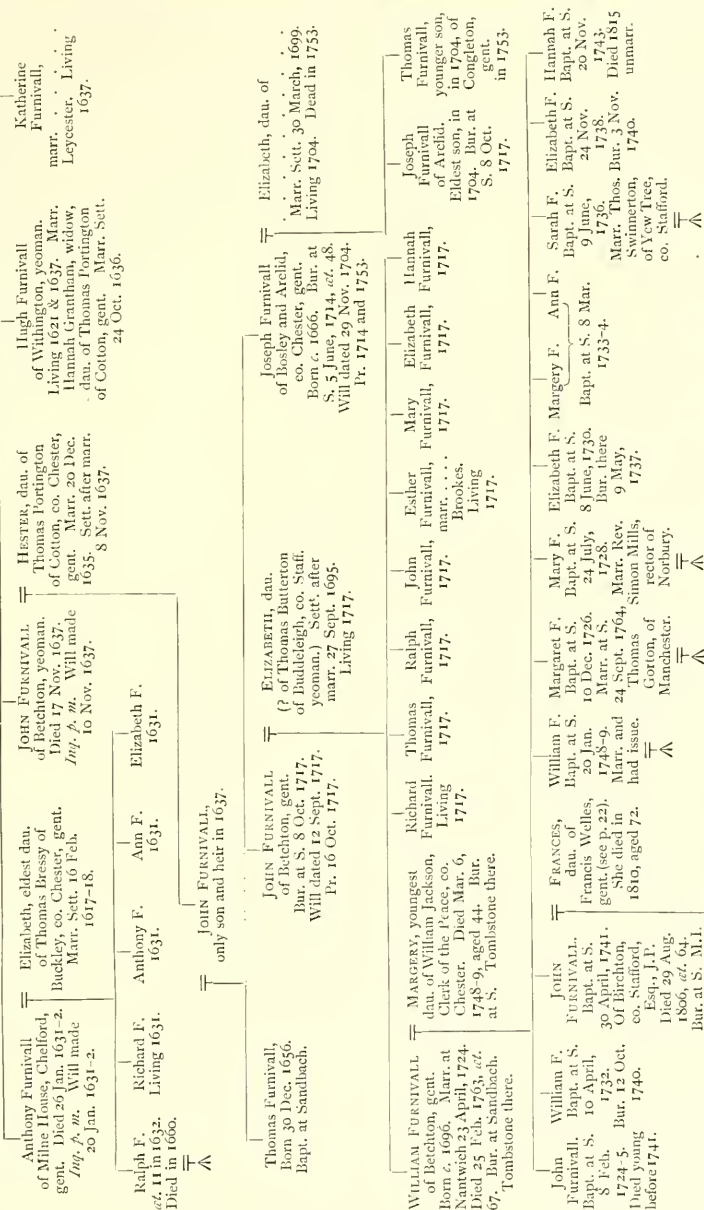 Anthony Furnivall
of Milne House, Chelford,
gent. Died 26 Jan. 1631-2.
Inq. p. m. Will made
20 Jan. 1631-2.
Elizabeth, eldest dau.
of Thomas Bressy of
Buckley, co. Chester, gent.
Marr. Sett. 16 Feb.
1617-18.
JOHN FURNIVALL
of Betchton, yeoman.
Died 17 Nov. 1637.
Inq. p. m. Will made
10 Nov. 1637.
HESTER, dau. of
Thomas Portington
of Cotton, co. Chester,
gent. Marr. 20 Dec.
1635. Sett. after marr.
8 Nov. 1637.
Hugh Furnivall
of Withington, yeoman.
Living 1621 & 1637. Marr.
Hannah Grantham, widow,
dau. of Thomas Portington
of Cotton, gent. Marr. Sett.
24 Oct. 1636.
Katherine
Furnivall,
marr. . . . . .
Leycester. Living
1637.
Ralph F.
æt. 11 in 1632.
Died in 1660.
Richard F.
Living 1631.
Anthony F.
1631.
Ann F.
1631.
Elizabeth F.
1631.
JOHN FURNIVALL,
only son and heir in 1637.
Thomas Furnivall,
Born 30 Dec. 1656.
Bapt. at Sandbach.
JOHN FURNIVALL
of Betchton, gent.
Bur. at S. 8 Oct. 1717.
Will dated 12 Sept. 1717.
Pr. 16 Oct. 1717.
ELIZABETH, dau.
(? of Thomas Butterton
of Buddeleigh, co. Staff.
yeoman.) Settt. after
marr. 27 Sept. 1695.
Living 1717.
Joseph Furnivall
of Bosley and Arclid,
co. Chester, gent.
Born c. 1666. Bur. at
S. 5 June, 1714, æt. 48.
Will dated 29 Nov. 1704.
Pr. 1714 and 1753.
Elizabeth, dau. of
. . . . . . . . .
Marr. Sett. 30 March, 1699.
Living 1704. Dead in 1753.
WILLIAM FURNIVALL
of Betchton, gent.
Born c. 1696. Marr. at
Nantwich 23 April, 1724.
Died 25 Feb. 1763, æt.
67. Bur. at Sandbach.
Tombstone there.
MARGERY, youngest
dau. of William Jackson,
Clerk of the Peace, co.
Chester. Died Mar. 6,
1748-9, aged 44. Bur.
at S. Tombstone there.
Richard
Furnivall.
Living
1717.
Thomas
Furnivall,
1717.
Ralph
Furnivall,
1717.
John
Furnivall,
1717.
Esther
Furnivall,
marr. . . . .
Brookes.
Living
1717.
Mary
Furnivall,
1717.
Elizabeth
Furnivall,
1717.
Hannah
Furnivall,
1717.
Joseph
Furnivall
of Arclid.
Eldest son, in
1704. Bur. at
S. 8 Oct.
1717.
Thomas
Furnivall,
younger son,
in 1704, of
Congleton,
gent.
in 1753.
John
Furnivall.
Bapt. at S.
8 Feb.
1724-5.
Died young
before 1741.
William F.
Bapt. at S.
10 April,
1732.
Bur. 12 Oct.
1740.
JOHN
FURNIVALL.
Bapt. at S.
30 April, 1741.
Of Birchton,
co. Stafford,
Esq., J.P.
Died 29 Aug.
1806, æt. 64.
Bur. at S. M.I.
FRANCES,
dau. of
Francis Welles,
gent. (see p. 22).
She died in
1810, aged 72.
William F.
Bapt. at S.
20 Jan.
1748-9.
Marr. and
had issue.
Margaret F.
Bapt. at S.
10 Dec. 1726.
Marr. at S.
24 Sept. 1764,
Thomas
Gorton, of
Manchester.
Mary F.
Bapt. at S.
24 July,
1728.
Marr. Rev.
Simon Mills,
rector of
Norbury.
Elizabeth F.
Bapt. at S.
8 June, 1730.
Bur. there
9 May,
1737.
Margery F. Ann F.
Bapt. at S. 8 Mar.
1733-4.
Sarah F.
Bapt. at S.
9 June,
1736.
Marr. Thos.
Swinnerton,
of Yew Tree,
co. Stafford.
Elizabeth F.
Bapt. at S.
24 Nov.
1738.
Bur. 3 Nov.
1740.
Hannah F.
Bapt. at S.
20 Nov.
1743.
Died 1815
unmarr.